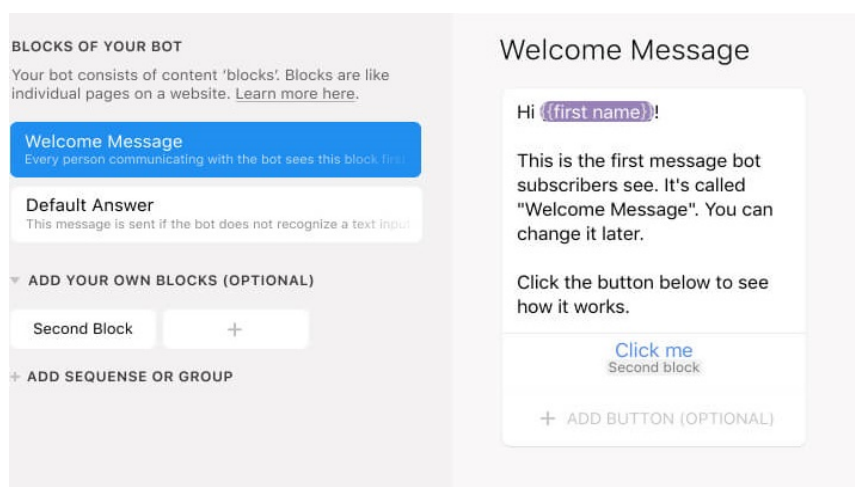 BLOCKS OF YOUR BOT
Your bot consists of content 'blocks'. Blocks are like
individual pages on a website. Learn more here.
Welcome Message
Every person communicating with the bot sees this block first
Default Answer
This message is sent if the bot does not recognize a text input
ADD YOUR OWN BLOCKS (OPTIONAL)
Second Block
+
+ ADD SEQUENSE OR GROUP
Welcome Message
Hi {{first name}}!
This is the first message bot
subscribers see. It's called
"Welcome Message". You can
change it later.
Click the button below to see
how it works.
Click me
Second block
+ ADD BUTTON (OPTIONAL)